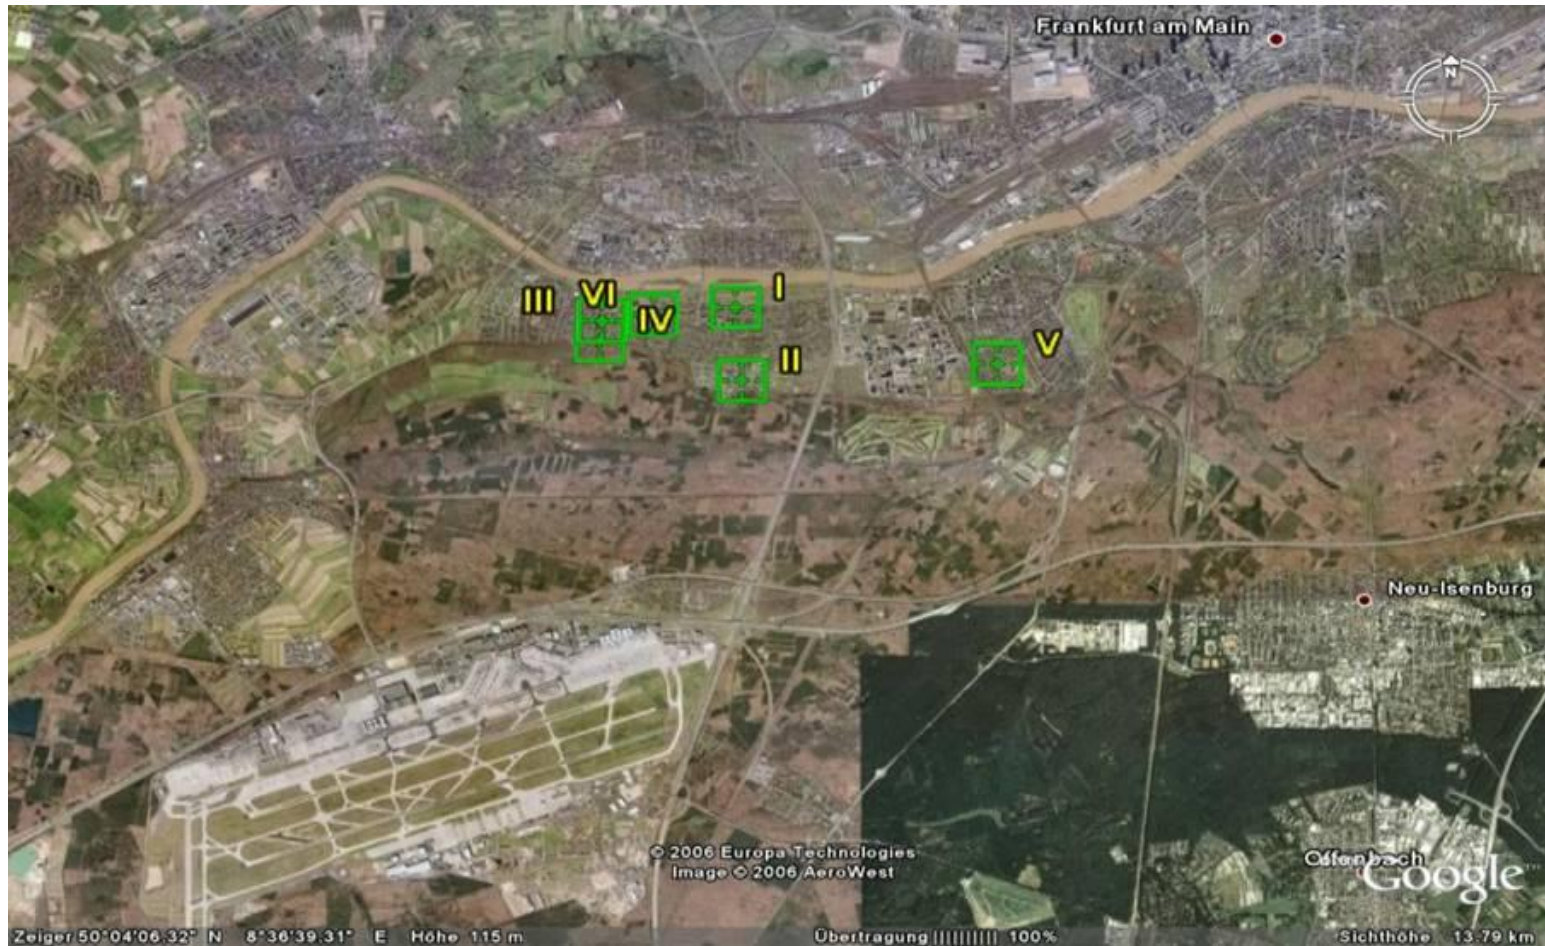 Frankfurt am Main
N
III
VI
IV
I
II
V
Neu-Isenburg
© 2006 Europa Technologies
Image © 2006 AeroWest
Offenbach
Google™
Zeiger 50°04'06.32" N 8°36'39.31" E Höhe 115 m
Übertragung |||||||||| 100%
Sichthöhe 13.79 km